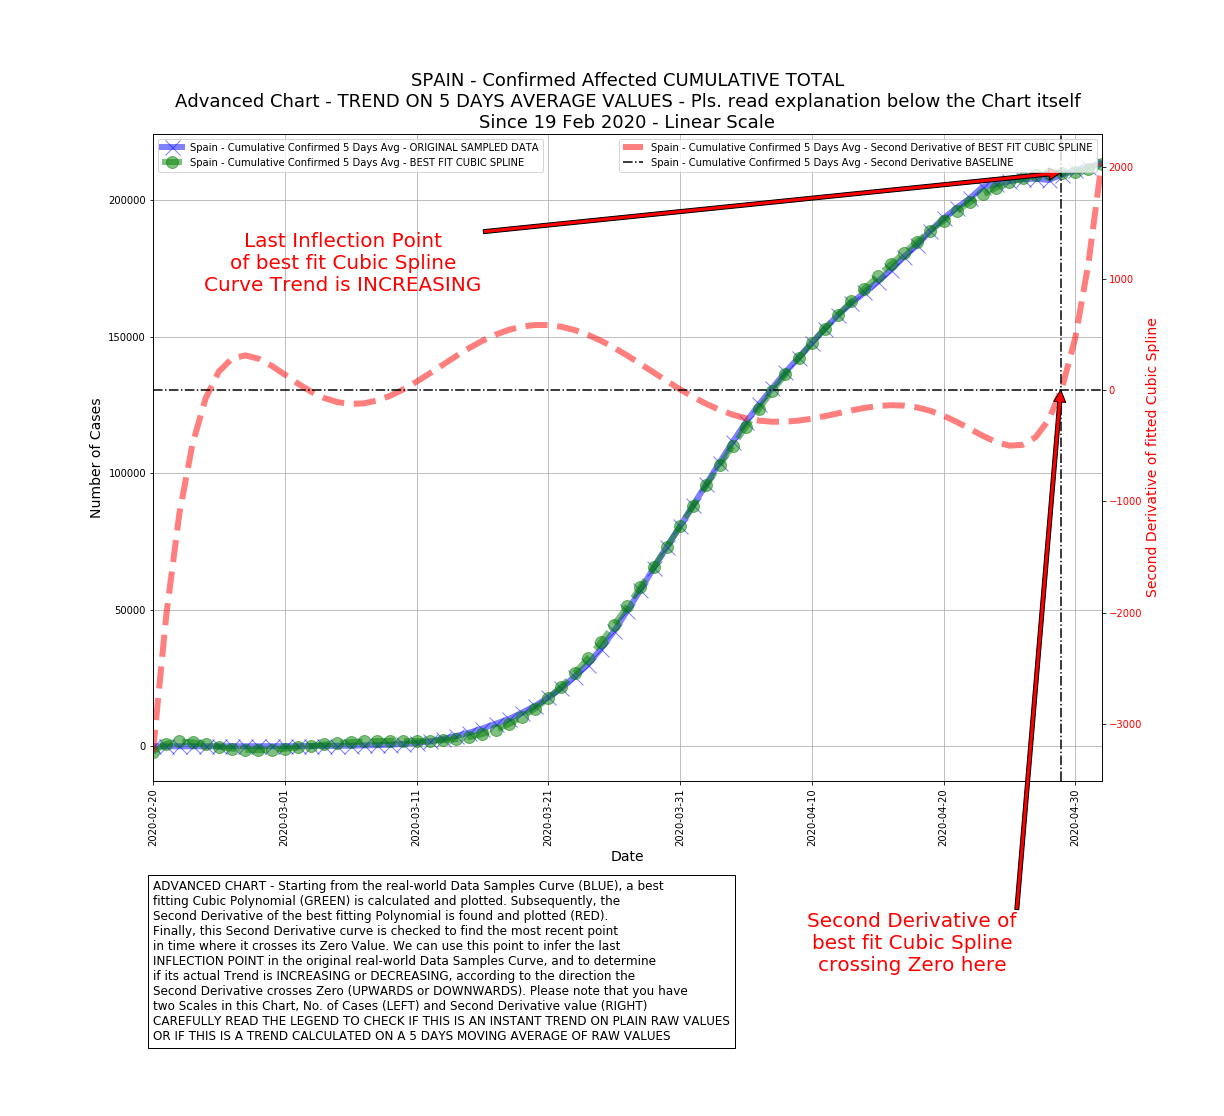 SPAIN - Confirmed Affected CUMULATIVE TOTAL
Advanced Chart - TREND ON 5 DAYS AVERAGE VALUES - Pls. read explanation below the Chart itself
Since 19 Feb 2020 - Linear Scale
Spain - Cumulative Confirmed 5 Days Avg - ORIGINAL SAMPLED DATA
Spain - Cumulative Confirmed 5 Days Avg - BEST FIT CUBIC SPLINE
Spain - Cumulative Confirmed 5 Days Avg - Second Derivative of BEST FIT CUBIC SPLINE
Spain - Cumulative Confirmed 5 Days Avg - Second Derivative BASELINE
Last Inflection Point
of best fit Cubic Spline
Curve Trend is INCREASING
Number of Cases
200000
150000
100000
50000
0
2000
1000
0
−1000
−2000
−3000
Second Derivative of fitted Cubic Spline
2020-02-20
2020-03-01
2020-03-11
2020-03-21
2020-03-31
2020-04-10
2020-04-20
2020-04-30
Date
ADVANCED CHART - Starting from the real-world Data Samples Curve (BLUE), a best
fitting Cubic Polynomial (GREEN) is calculated and plotted. Subsequently, the
Second Derivative of the best fitting Polynomial is found and plotted (RED).
Finally, this Second Derivative curve is checked to find the most recent point
in time where it crosses its Zero Value. We can use this point to infer the last
INFLECTION POINT in the original real-world Data Samples Curve, and to determine
if its actual Trend is INCREASING or DECREASING, according to the direction the
Second Derivative crosses Zero (UPWARDS or DOWNWARDS). Please note that you have
two Scales in this Chart, No. of Cases (LEFT) and Second Derivative value (RIGHT)
CAREFULLY READ THE LEGEND TO CHECK IF THIS IS AN INSTANT TREND ON PLAIN RAW VALUES
OR IF THIS IS A TREND CALCULATED ON A 5 DAYS MOVING AVERAGE OF RAW VALUES
Second Derivative of
best fit Cubic Spline
crossing Zero here